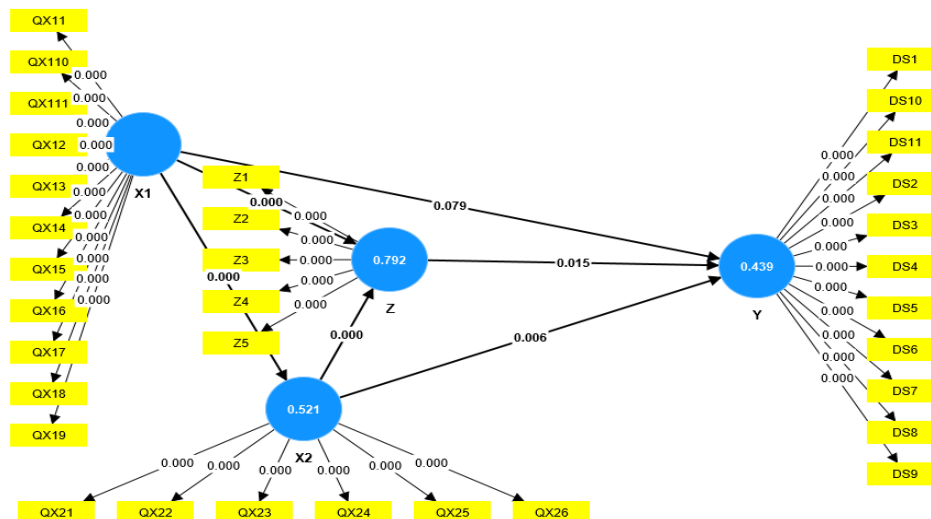 QX11
QX110
QX111
QX12
QX13
QX14
QX15
QX16
QX17
QX18
QX19
0.000
0.000
0.000
0.000
0.000
0.000
0.000
0.000
0.000
0.000
0.000
X1
Z1
Z2
Z3
Z4
Z5
0.000
0.000
0.000
0.000
0.000
0.000
0.000
0.792
Z
0.079
0.015
0.006
0.000
0.521
X2
0.000
0.000
0.000
0.000
0.000
0.000
QX21
QX22
QX23
QX24
QX25
QX26
0.439
Y
0.000
0.000
0.000
0.000
0.000
0.000
0.000
0.000
0.000
0.000
0.000
DS1
DS10
DS11
DS2
DS3
DS4
DS5
DS6
DS7
DS8
DS9